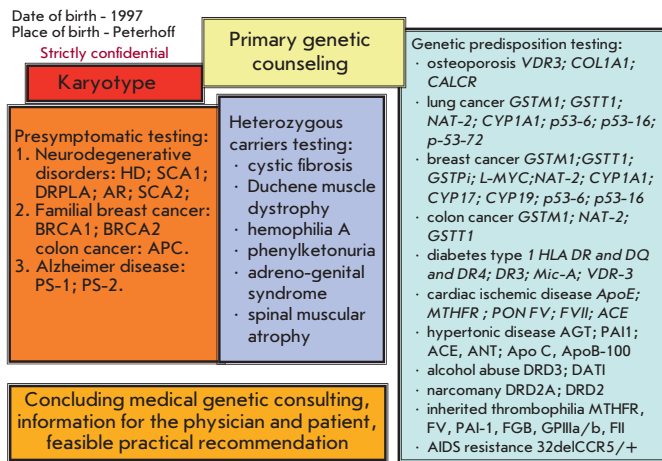 Date of birth - 1997
Place of birth - Peterhoff
Strictly confidential
Karyotype
Primary genetic
counseling
Presymptomatic testing:
1. Neurodegenerative
disorders: HD; SCA1;
DRPLA; AR; SCA2;
2. Familial breast cancer:
BRCA1; BRCA2
colon cancer: APC.
3. Alzheimer disease:
PS-1; PS-2.
Heterozygous
carriers testing:
· cystic fibrosis
· Duchene muscle
dystrophy
· hemophilia A
· phenylketonuria
· adreno-genital
syndrome
· spinal muscular
atrophy
Genetic predisposition testing:
· osteoporosis VDR3; COL1A1;
CALCR
· lung cancer GSTM1; GSTT1;
NAT-2; CYP1A1; p53-6; p53-16;
p-53-72
· breast cancer GSTM1;GSTT1;
GSTPi; L-MYC;NAT-2; CYP1A1;
CYP17; CYP19; p53-6; p53-16
· colon cancer GSTM1; NAT-2;
GSTT1
· diabetes type 1 HLA DR and DQ
and DR4; DR3; Mic-A; VDR-3
· cardiac ischemic disease ApoE;
MTHFR ; PON FV; FVII; ACE
· hypertonic disease AGT; PAI1;
ACE, ANT; Apo C, ApoB-100
· alcohol abuse DRD3; DATI
· narcomany DRD2A; DRD2
· inherited thrombophilia MTHFR,
FV, PAI-1, FGB, GPIIIa/b, FII
· AIDS resistance 32delCCR5/+
Concluding medical genetic consulting,
information for the physician and patient,
feasible practical recommendation